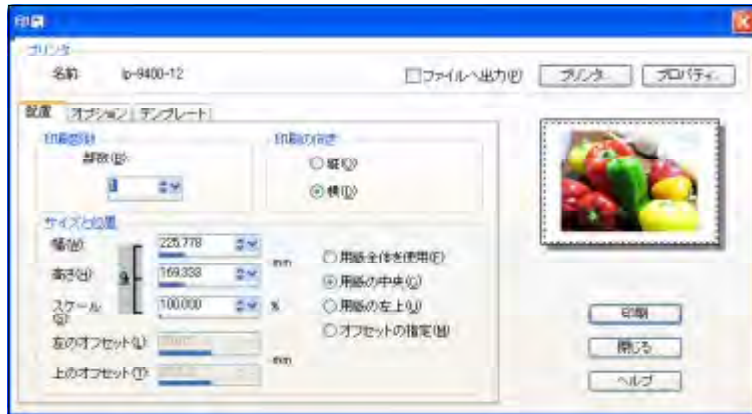 印刷
プリンタ
名前 ip-9400-12 ファイルへ出力(F) プリンタ... プロパティ...
配置 オプション テンプレート
印刷部数
部数(B):
1
印刷の向き
縦(O)
横(D)
サイズと位置
幅(W): 225.778 mm
高さ(H): 169.333
スケール(S): 100.000 %
左のオフセット(L): mm
上のオフセット(T):
用紙全体を使用(F)
用紙の中央(C)
用紙の左上(U)
オフセットの指定(M)
印刷
閉じる
ヘルプ